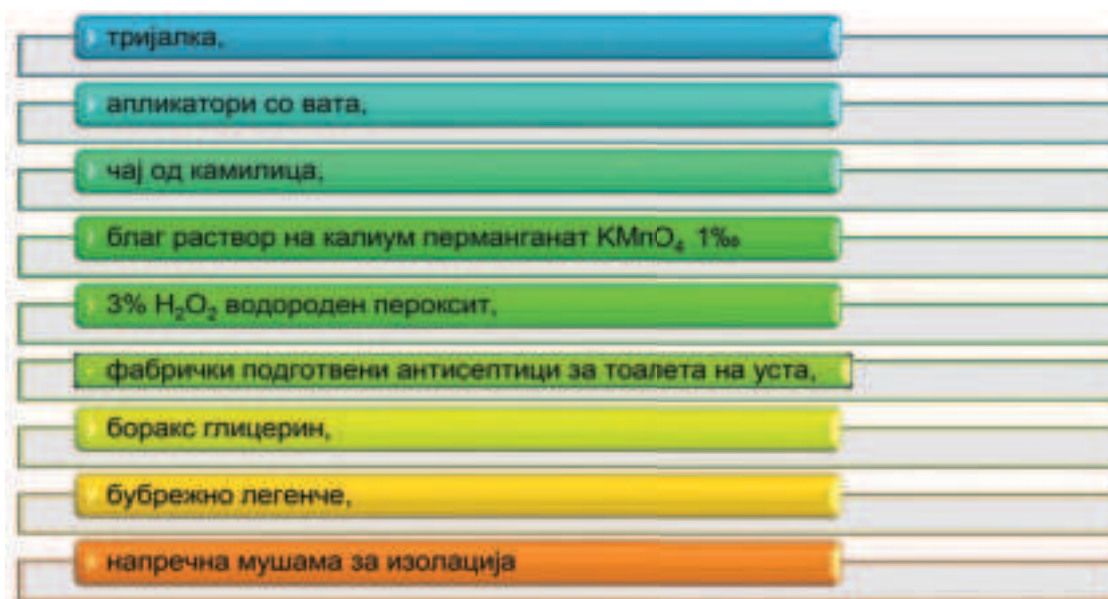 тријалка,
апликатори со вата,
чај од камилица,
благ раствор на калиум перманганат KMnO₄ 1‰
3% H₂O₂ водороден пероксит,
фабрички подготвени антисептици за тоалета на уста,
боракс глицерин,
бубрежно легенче,
напречна мушама за изолација